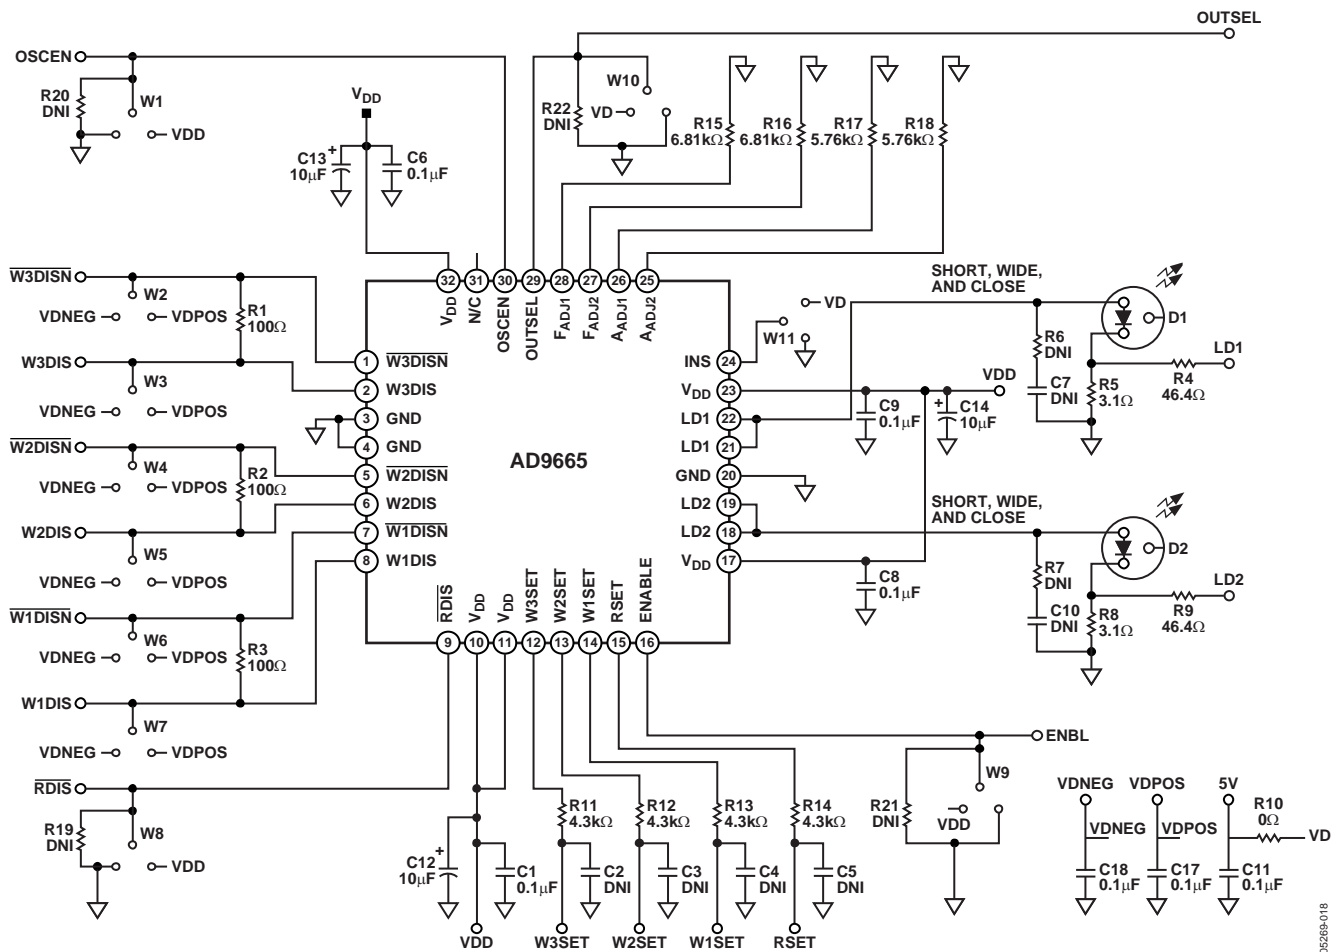 OUTSEL
OSCEN
R20
DNI
W1
VDD
VDD
C13
10µF
+
C6
0.1µF
W10
R22
DNI
VD
R15
6.81kΩ
R16
6.81kΩ
R17
5.76kΩ
R18
5.76kΩ
W3DISN
W2
VDNEG
VDPOS
R1
100Ω
W3DIS
W3
VDNEG
VDPOS
W2DISN
W4
VDNEG
VDPOS
R2
100Ω
W2DIS
W5
VDNEG
VDPOS
W1DISN
W6
VDNEG
VDPOS
R3
100Ω
W1DIS
W7
VDNEG
VDPOS
RDIS
R19
DNI
W8
VDD
32 31 30 29 28 27 26 25
VDD N/C OSCEN OUTSEL FADJ1 FADJ2 AADJ1 AADJ2
1 W3DISN
2 W3DIS
3 GND
4 GND
5 W2DISN
6 W2DIS
7 W1DISN
8 W1DIS
AD9665
INS 24
VDD 23
LD1 22
LD1 21
GND 20
LD2 19
LD2 18
VDD 17
RDIS VDD VDD W3SET W2SET W1SET RSET ENABLE
9 10 11 12 13 14 15 16
VD
W11
VDD
C9
0.1µF
+
C14
10µF
C8
0.1µF
SHORT, WIDE,
AND CLOSE
D1
R6
DNI
C7
DNI
R5
3.1Ω
R4
46.4Ω
LD1
SHORT, WIDE,
AND CLOSE
D2
R7
DNI
C10
DNI
R8
3.1Ω
R9
46.4Ω
LD2
ENBL
W9
R21
DNI
VDD
C12
10µF
+
C1
0.1µF
R11
4.3kΩ
C2
DNI
R12
4.3kΩ
C3
DNI
R13
4.3kΩ
C4
DNI
R14
4.3kΩ
C5
DNI
VDD
W3SET
W2SET
W1SET
RSET
VDNEG
VDNEG
C18
0.1µF
VDPOS
VDPOS
C17
0.1µF
5V
R10
0Ω
VD
C11
0.1µF
05269-018